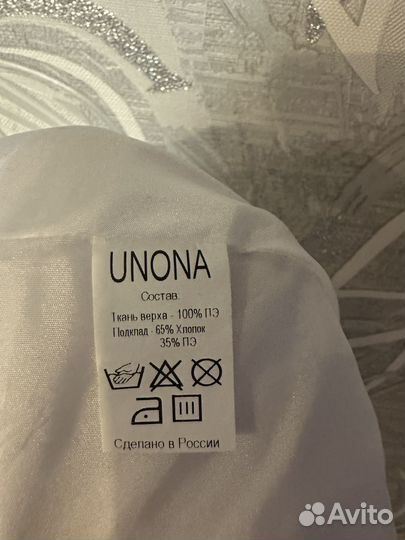 UNONA
Состав:
Ткань верха - 100% ПЭ
Подклад - 65% Хлопок
35% ПЭ
Сделано в России
Avito